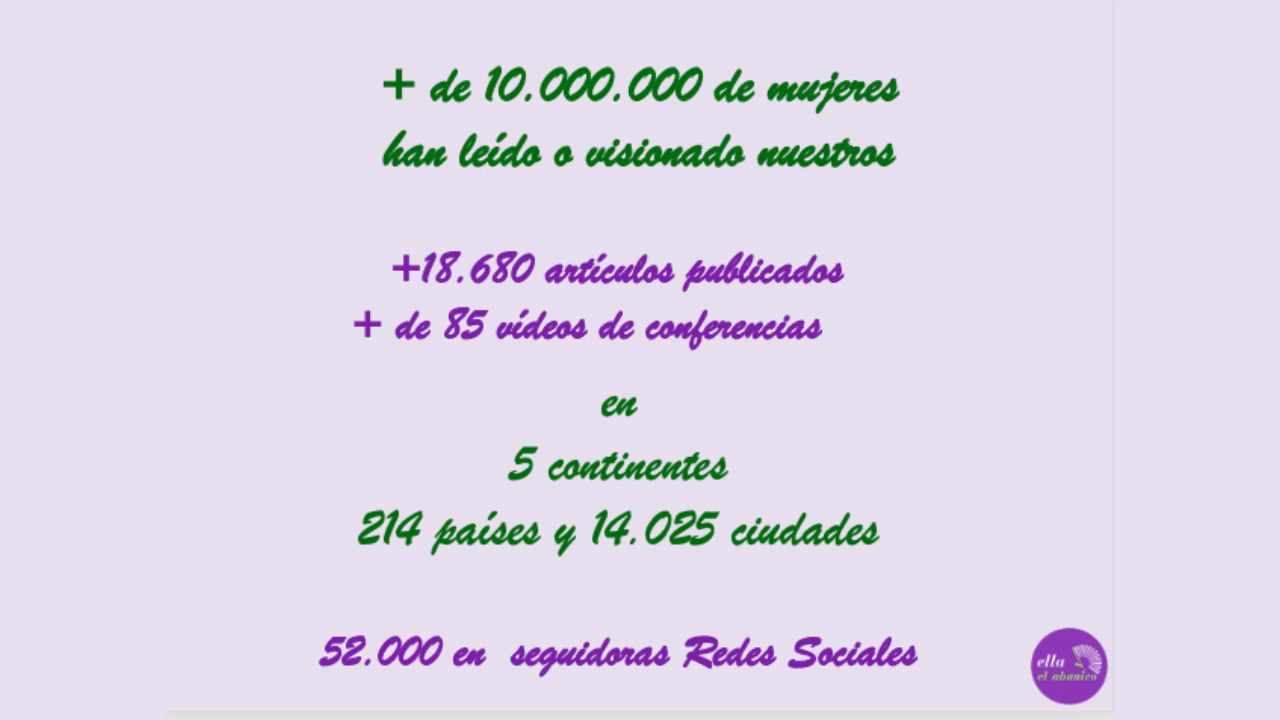 + de 10.000.000 de mujeres
han leído o visionado nuestros
+18.680 artículos publicados
+ de 85 vídeos de conferencias
en
5 continentes
214 países y 14.025 ciudades
52.000 en seguidoras Redes Sociales
ella
el abanico